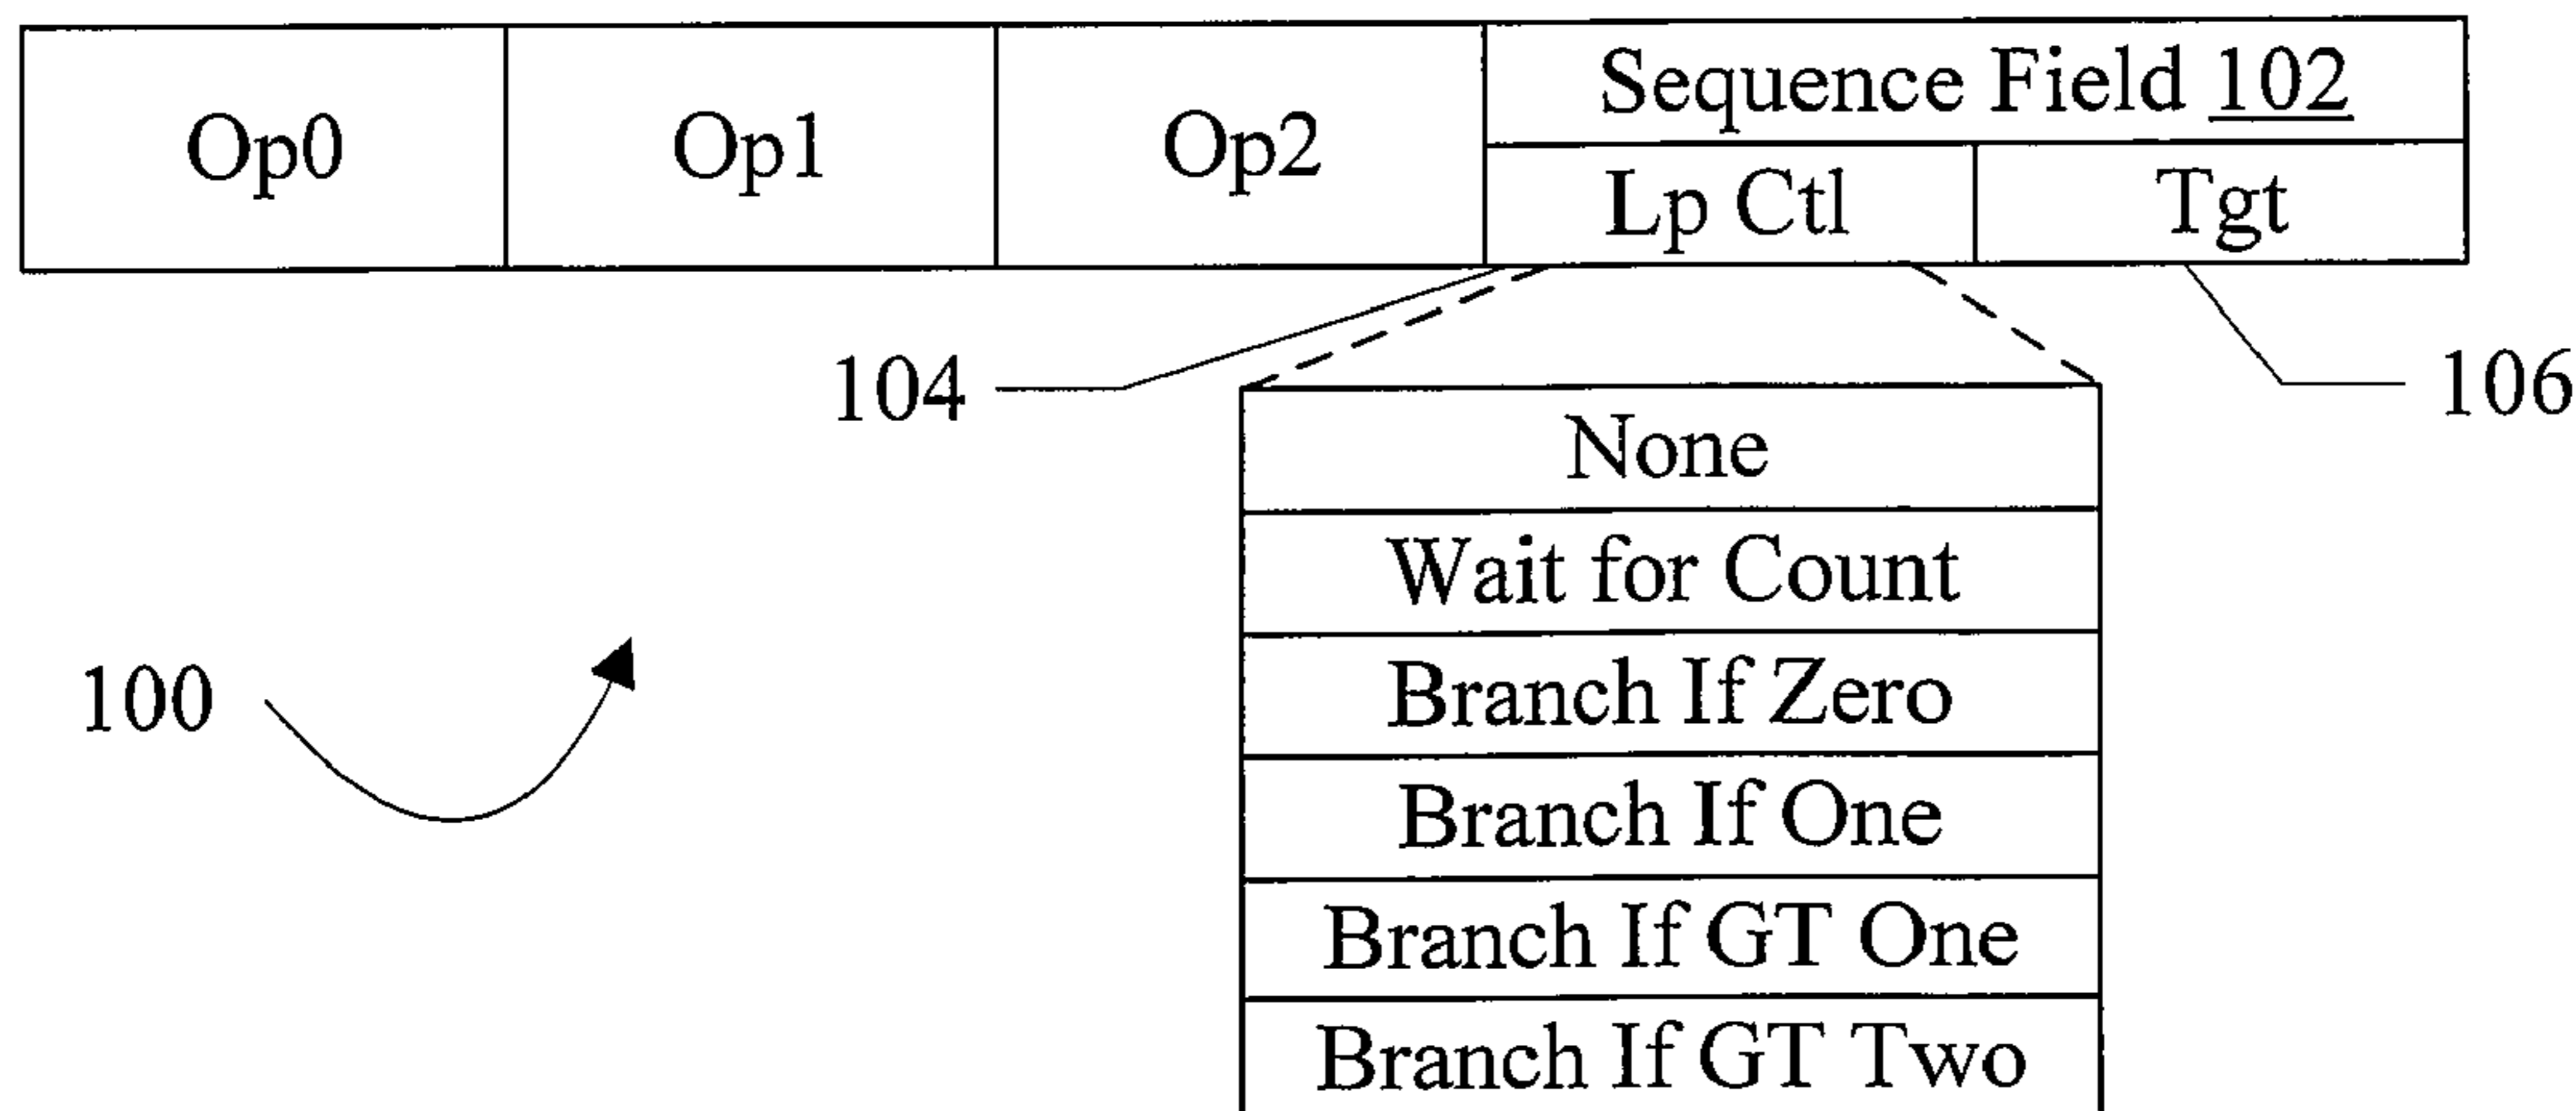 Op0 Op1 Op2 Sequence Field 102
Lp Ctl Tgt
104 106
None
Wait for Count
Branch If Zero
100
Branch If One
Branch If GT One
Branch If GT Two